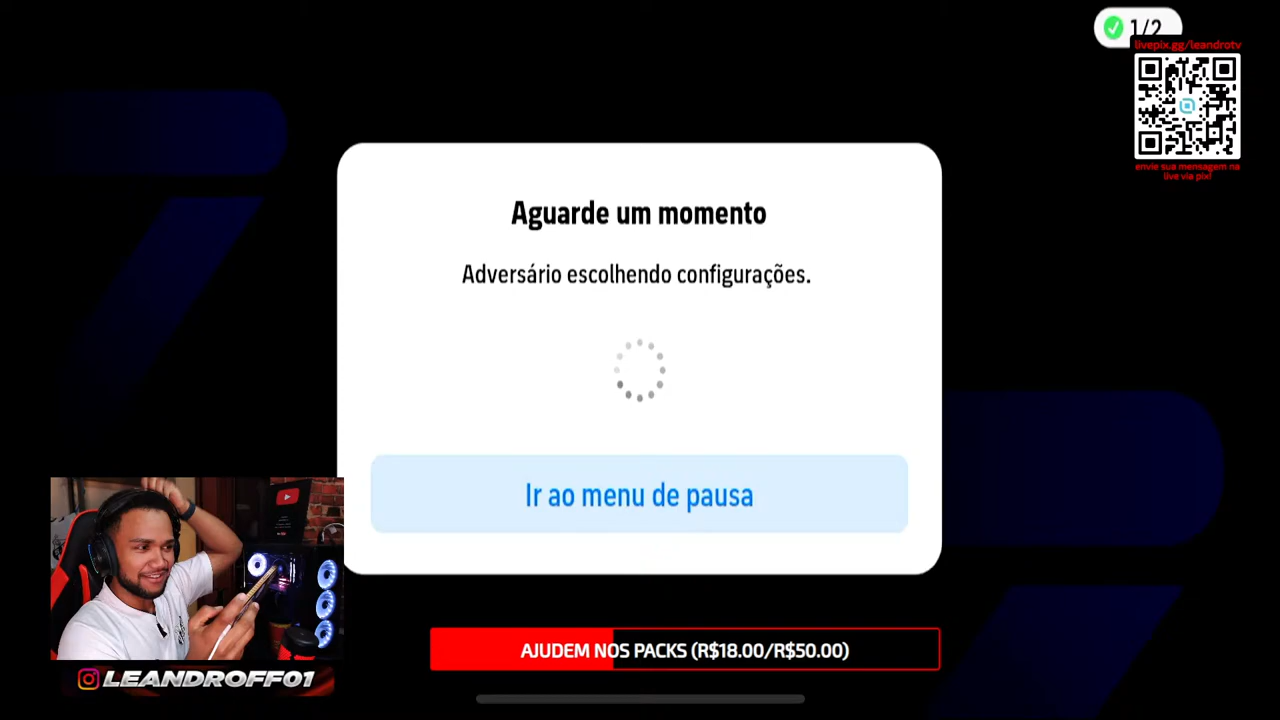 1/2
livepix.gg/leandrotv
envie sua mensagem na
live via pix!
Aguarde um momento
Adversário escolhendo configurações.
Ir ao menu de pausa
AJUDEM NOS PACKS (R$18.00/R$50.00)
LEANDROFF01